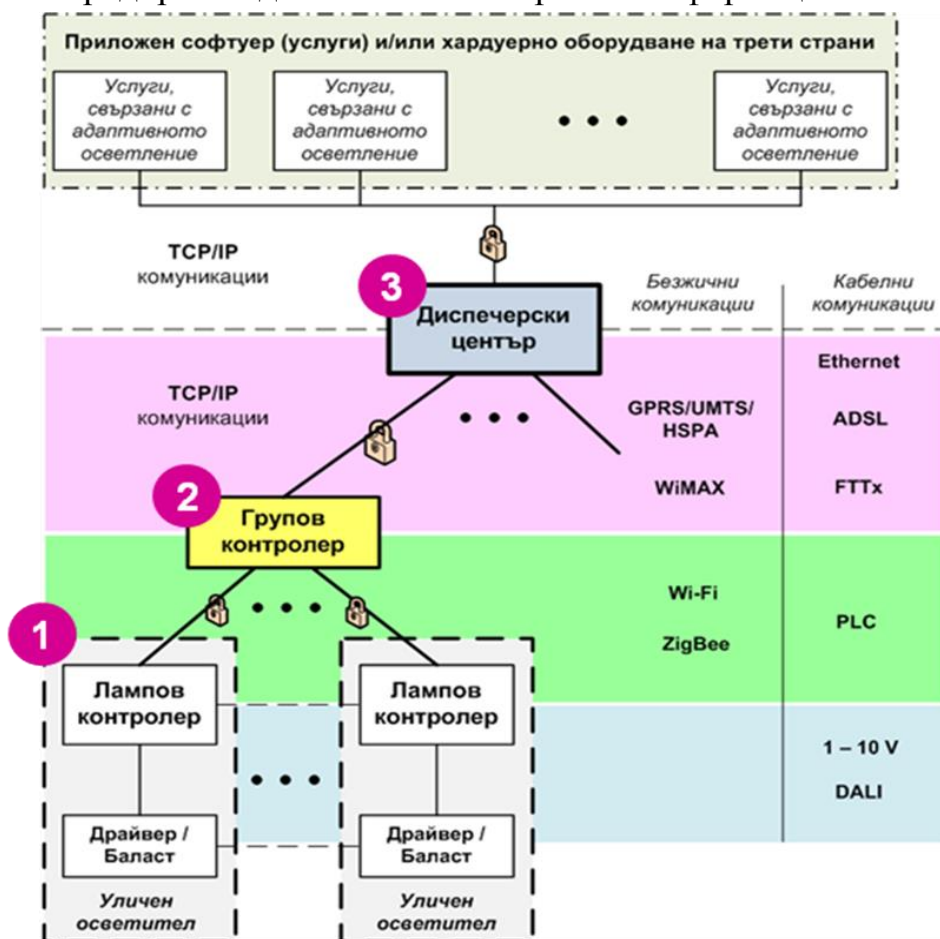 Приложен софтуер (услуги) и/или хардуерно оборудване на трети страни
Услуги,
свързани с
адаптивното
осветление
Услуги,
свързани с
адаптивното
осветление
Услуги,
свързани с
адаптивното
осветление
TCP/IP
комуникации
3
Диспечерски
център
Безжични
комуникации
Кабелни
комуникации
TCP/IP
комуникации
GPRS/UMTS/
HSPA
WiMAX
Ethernet
ADSL
FTTx
2
Групов
контролер
Wi-Fi
ZigBee
PLC
1
Лампов
контролер
Лампов
контролер
1 – 10 V
DALI
Драйвер /
Баласт
Драйвер /
Баласт
Уличен
осветител
Уличен
осветител